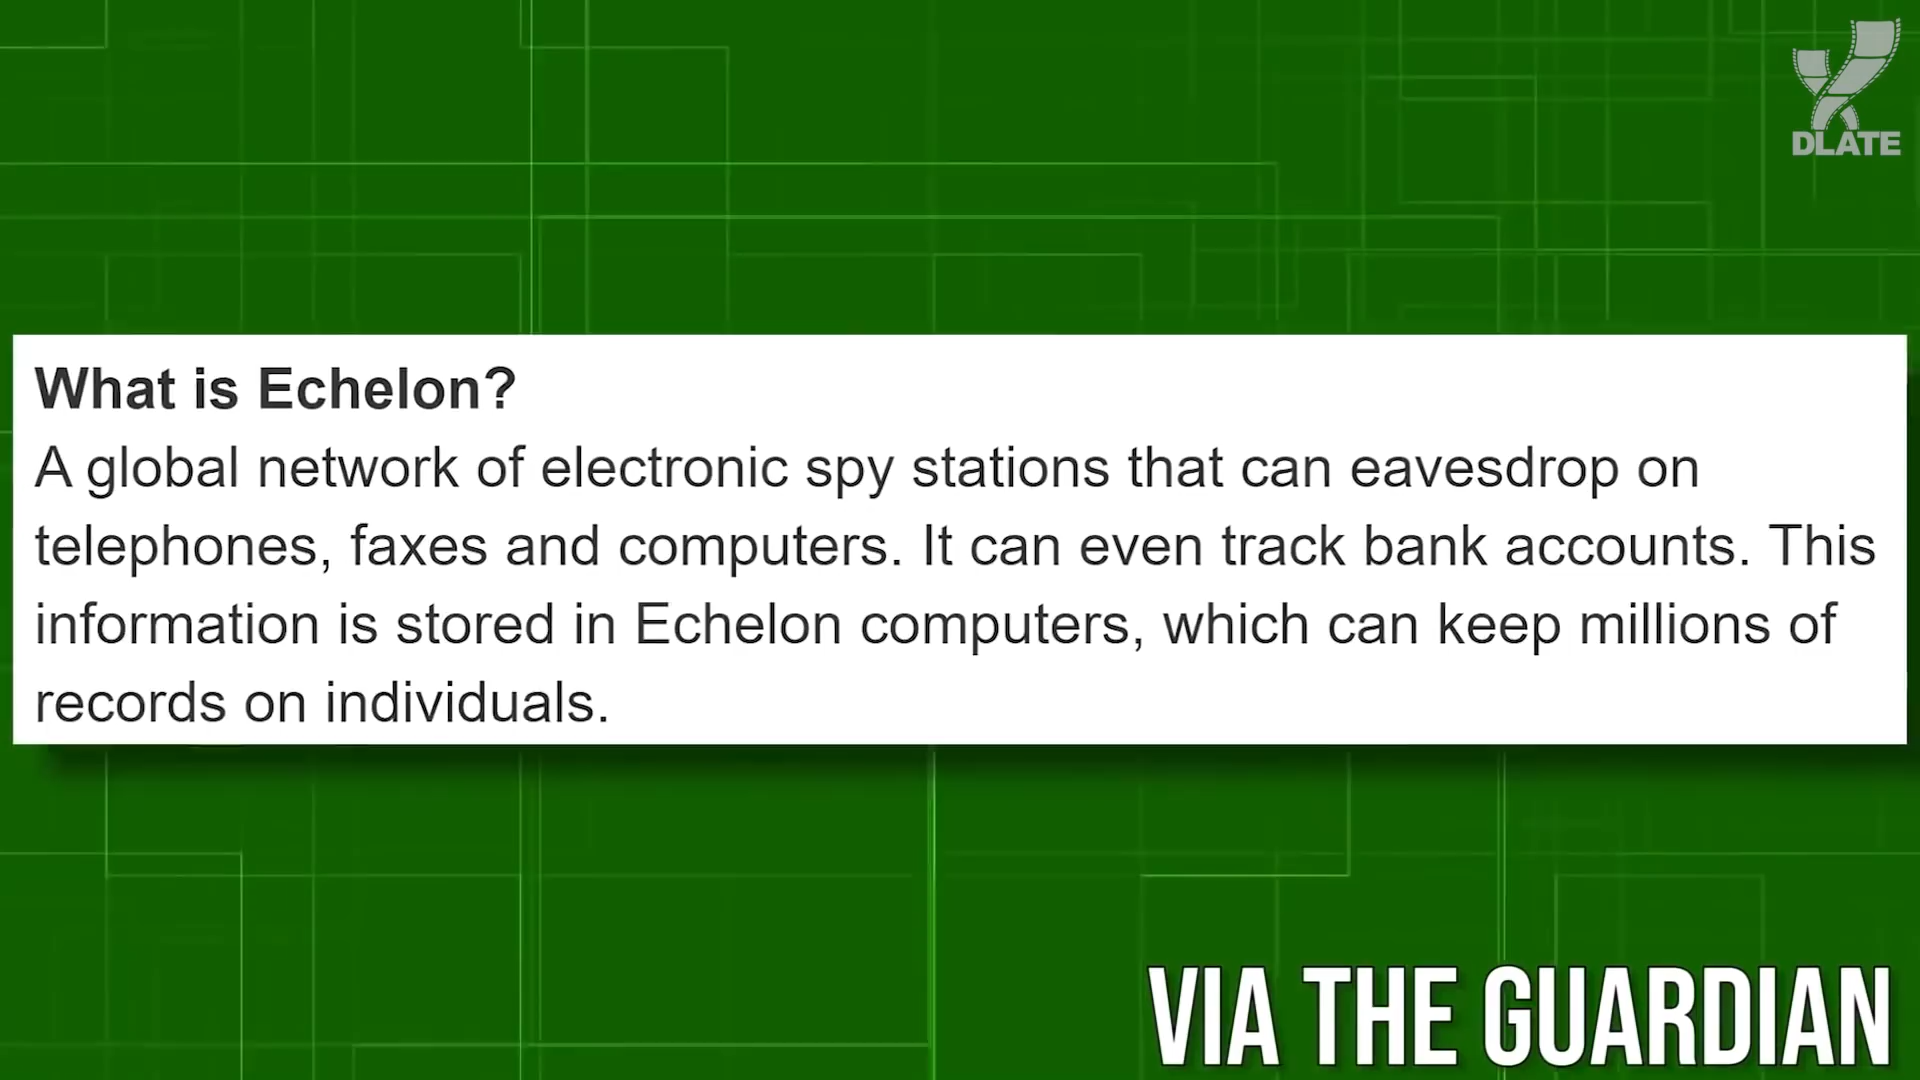 DLATE
What is Echelon?
A global network of electronic spy stations that can eavesdrop on
telephones, faxes and computers. It can even track bank accounts. This
information is stored in Echelon computers, which can keep millions of
records on individuals.
VIA THE GUARDIAN